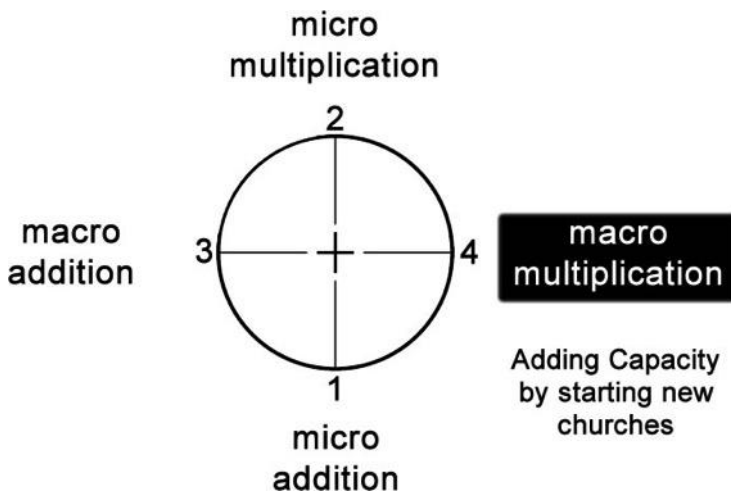 micro
multiplication
2
macro
addition
3
4
macro
multiplication
Adding Capacity
by starting new
churches
1
micro
addition